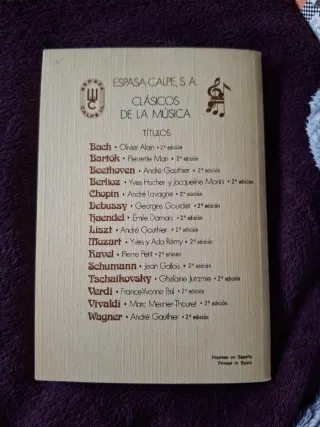 ESPASA-CALPE, S. A.
CLÁSICOS
DE LA MÚSICA
TÍTULOS
Bach • Olivier Alain • 2ª edición
Bartók • Pierrette Mari • 2ª edición
Beethoven • André Gauthier • 2ª edición
Berlioz • Yves Hucher y Jacqueline Morini • 2ª edición
Chopin • André Lavagne • 2ª edición
Debussy • Georges Gourdet • 2ª edición
Haendel • Émile Damais • 2ª edición
Liszt • André Gauthier • 2ª edición
Mozart • Yves y Ada Rémy • 2ª edición
Ravel • Pierre Petit • 2ª edición
Schumann • Jean Gallois • 2ª edición
Tschaikovsky • Ghislaine Juramie • 2ª edición
Verdi • France-Yvonne Bril • 2ª edición
Vivaldi • Marc Meunier-Thouret • 2ª edición
Wagner • André Gauthier • 2ª edición
Impreso en España
Printed in Spain